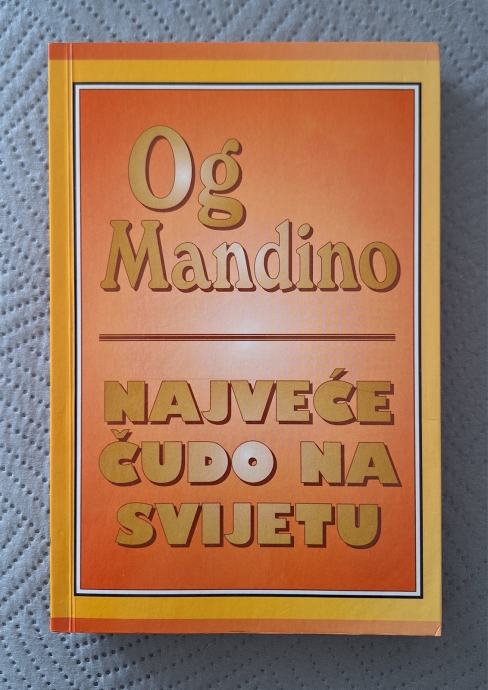 Og
Mandino
NAJVEĆE
ČUDO NA
SVIJETU